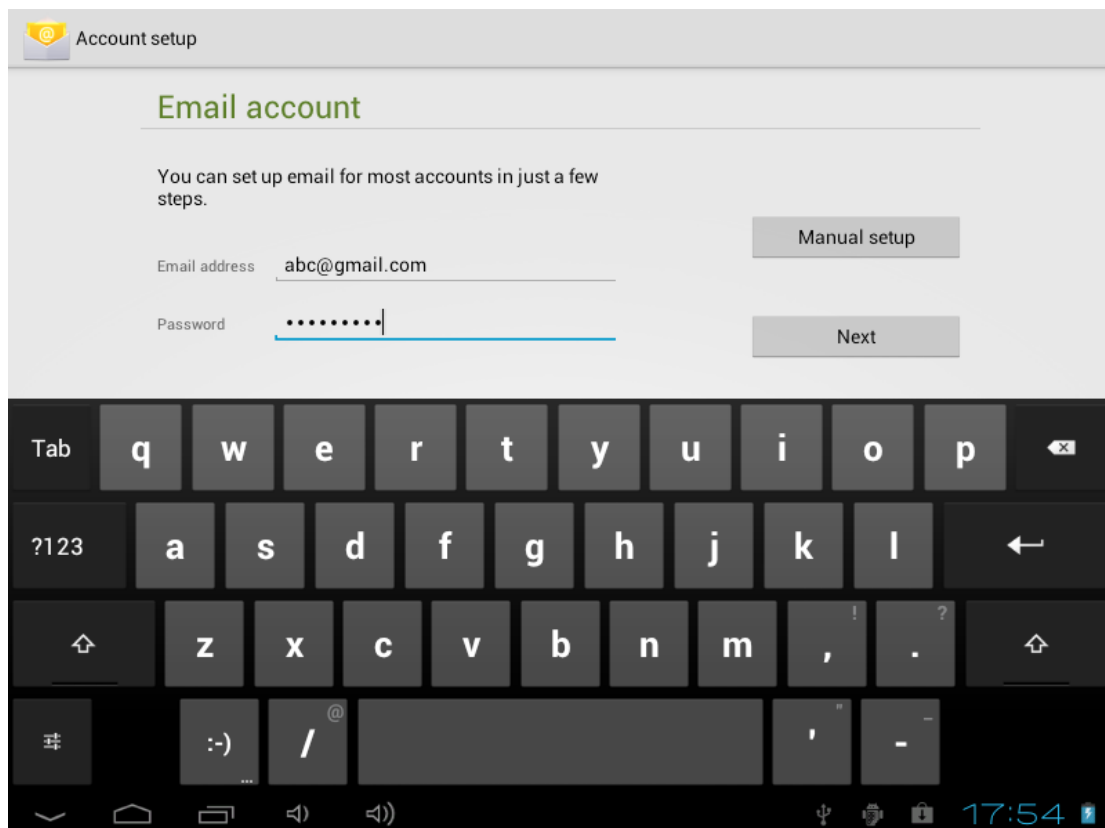 Account setup
Email account
You can set up email for most accounts in just a few
steps.
Manual setup
Email address abc@gmail.com
Password •••••••••
Next
Tab q w e r t y u i o p
?123 a s d f g h j k l
z x c v b n m , ! . ?
:-) ... / @ ' " - _
17:54